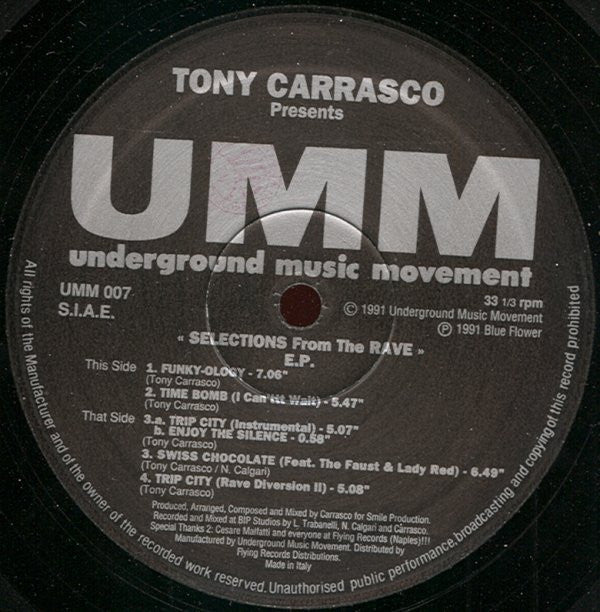 TONY CARRASCO
Presents
UMM
underground music movement
UMM 007
S.I.A.E.
33 1/3 rpm
© 1991 Underground Music Movement
℗ 1991 Blue Flower
« SELECTIONS From The RAVE »
E.P.
This Side 1. FUNKY-OLOGY - 7.06"
(Tony Carrasco)
2. TIME BOMB (I Can'ttt Wait) - 5.47"
(Tony Carrasco)
That Side 3.a. TRIP CITY (Instrumental) - 5.07"
b. ENJOY THE SILENCE - 0.58"
(Tony Carrasco)
3. SWISS CHOCOLATE (Feat. The Faust & Lady Red) - 6.49"
(Tony Carrasco / N. Calgari)
4. TRIP CITY (Rave Diversion II) - 5.08"
(Tony Carrasco)
Produced, Arranged, Composed and Mixed by Carrasco for Smile Production.
Recorded and Mixed at BIP Studios by L. Trabanelli, N. Calgari and Carrasco.
Special Thanks 2: Cesare Malfatti and everyone at Flying Records (Naples)!!!!
Manufactured by Underground Music Movement. Distributed by
Flying Records Distributions.
Made in Italy
All rights of the Manufacturer and of the owner of the recorded work reserved. Unauthorised public performance, broadcasting and copying of this record prohibited